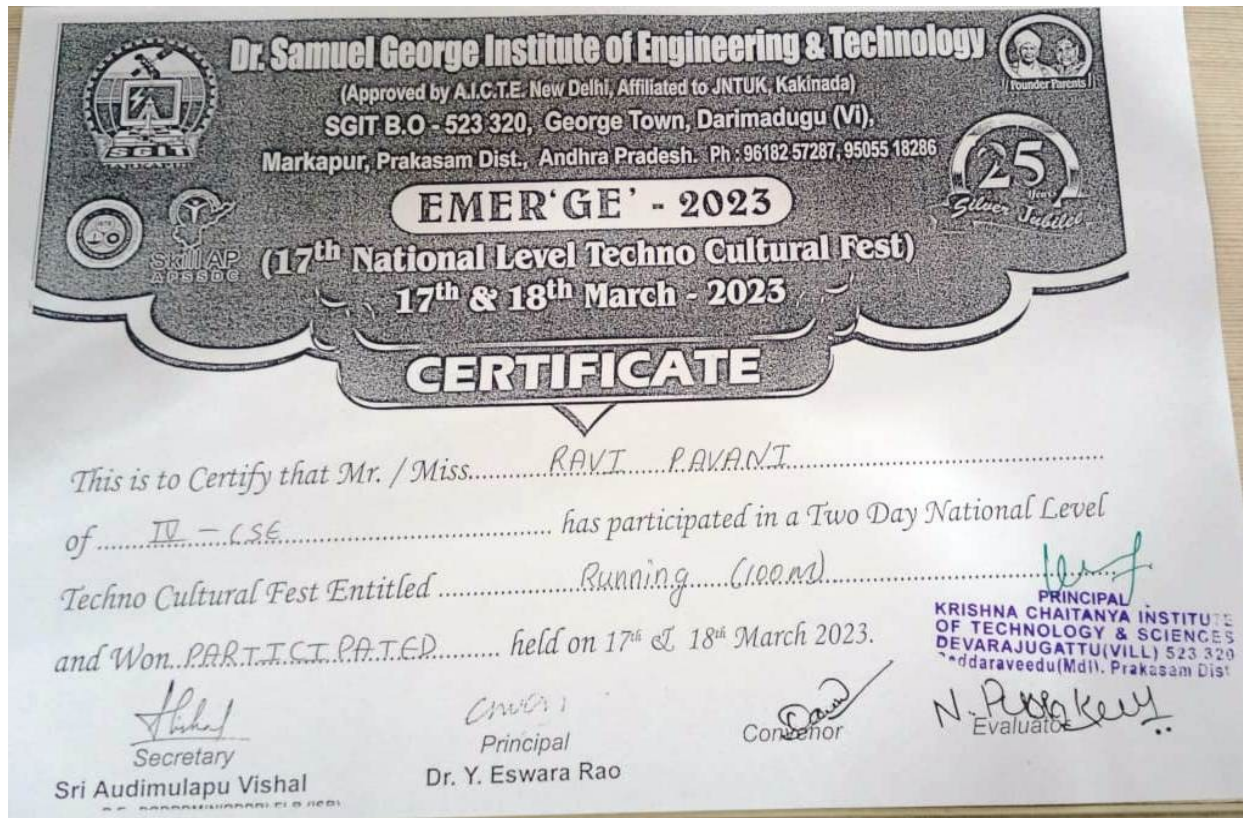 Dr. Samuel George Institute of Engineering & Technology
(Approved by A.I.C.T.E. New Delhi, Affiliated to JNTUK, Kakinada)
Founder Parents
SGIT B.O - 523 320, George Town, Darimadugu (Vi),
SGIT
Markapur, Prakasam Dist., Andhra Pradesh. Ph : 96182 57287, 95055 18286
25
Years
Silver Jubilee
EMER'GE' - 2023
Skill AP
APSSDC
(17th National Level Techno Cultural Fest)
17th & 18th March - 2023
CERTIFICATE
This is to Certify that Mr. / Miss.......RAVI PAVANI.......
of .......IV - CSE....... has participated in a Two Day National Level
Techno Cultural Fest Entitled .......Running (100m).......
and Won..PARTICIPATED....... held on 17th & 18th March 2023.
PRINCIPAL
KRISHNA CHAITANYA INSTITUTE
OF TECHNOLOGY & SCIENCES
DEVARAJUGATTU(VILL) 523 320
Prakasam Dist
Secretary
Sri Audimulapu Vishal
Principal
Dr. Y. Eswara Rao
Convenor
Evaluator